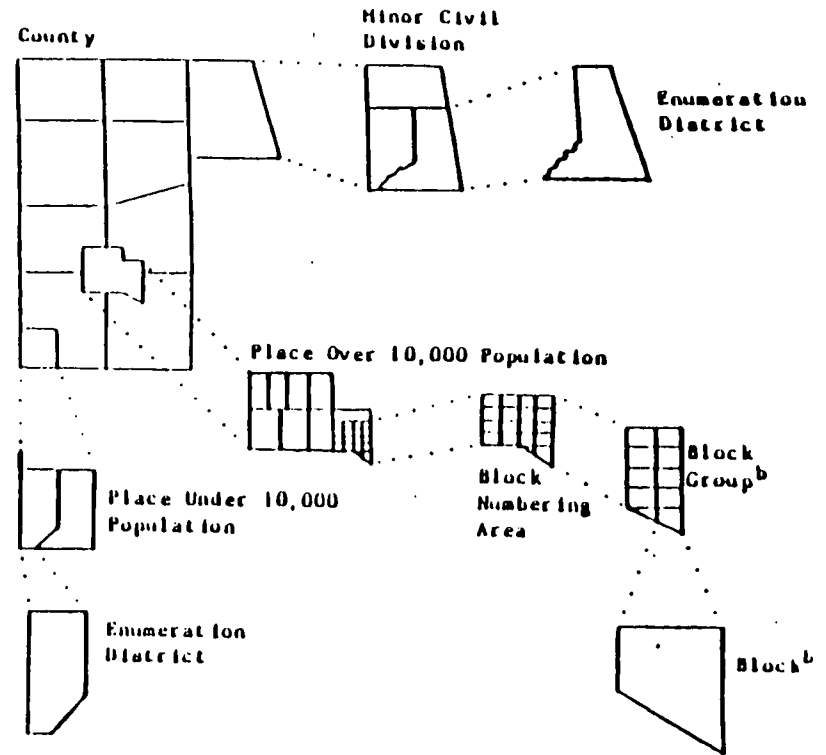 County
Minor Civil
Division
Enumeration
District
Place Over 10,000 Population
Block
Numbering
Area
Block
Group^b
Place Under 10,000
Population
Enumeration
District
Block^b